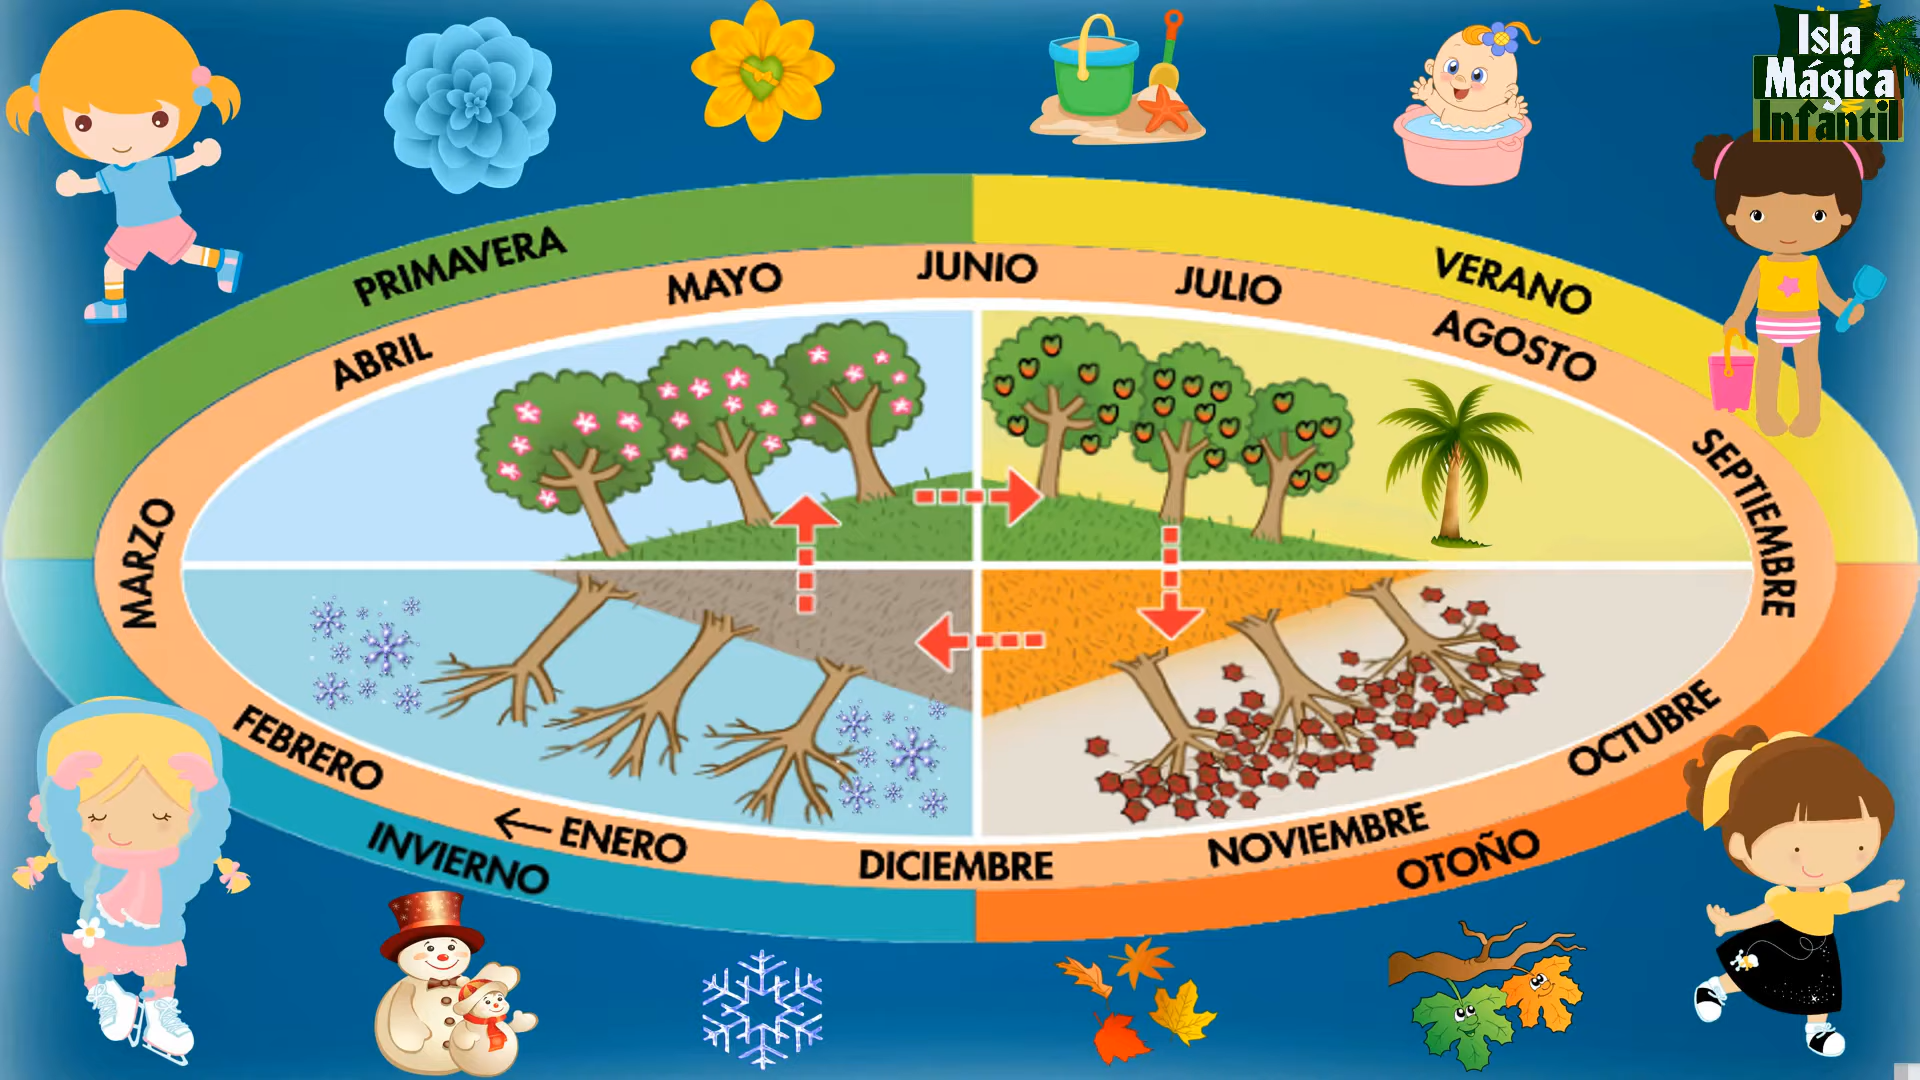 Isla
Mágica
Infantil
PRIMAVERA
VERANO
ABRIL
MAYO
JUNIO
JULIO
AGOSTO
MARZO
SEPTIEMBRE
FEBRERO
OCTUBRE
← ENERO
DICIEMBRE
NOVIEMBRE
INVIERNO
OTOÑO